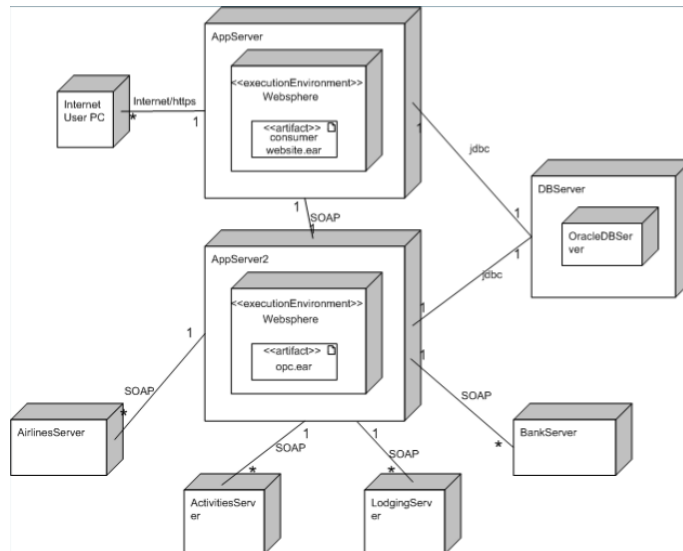 AppServer
<<executionEnvironment>>
Websphere
<<artifact>>
consumer
website.ear
Internet
User PC
Internet/https
*
1
1
jdbc
1
SOAP
1
1
DBServer
OracleDBSer
ver
1
jdbc
1
AppServer2
<<executionEnvironment>>
Websphere
<<artifact>>
opc.ear
1
SOAP
*
AirlinesServer
1
SOAP
*
BankServer
1
SOAP
*
ActivitiesServ
er
1
SOAP
*
LodgingServ
er